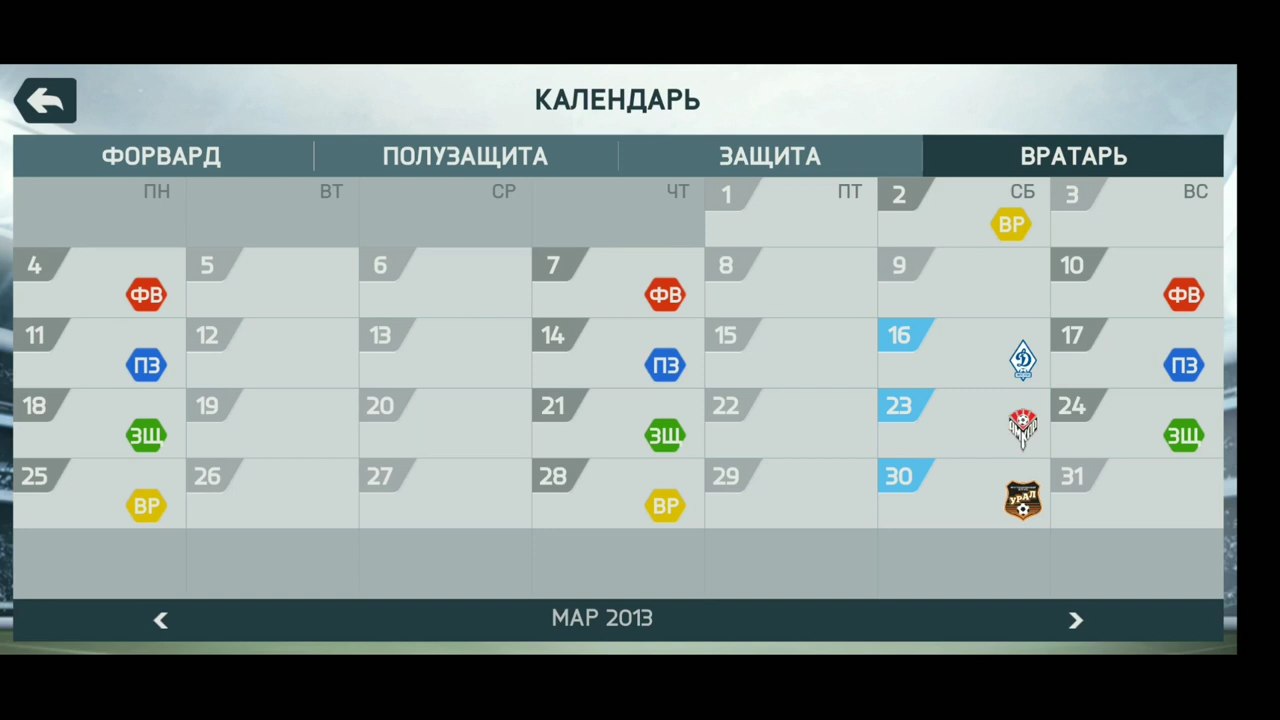 КАЛЕНДАРЬ
ФОРВАРД ПОЛУЗАЩИТА ЗАЩИТА ВРАТАРЬ
ПН ВТ СР ЧТ 1 ПТ 2 СБ 3 ВС
ВР
4 5 6 7 8 9 10
ФВ ФВ ФВ
11 12 13 14 15 16 17
ПЗ ПЗ Д ПЗ
18 19 20 21 22 23 24
ЗЩ ЗЩ АМКАР ЗЩ
25 26 27 28 29 30 31
ВР ВР УРАЛ
МАР 2013